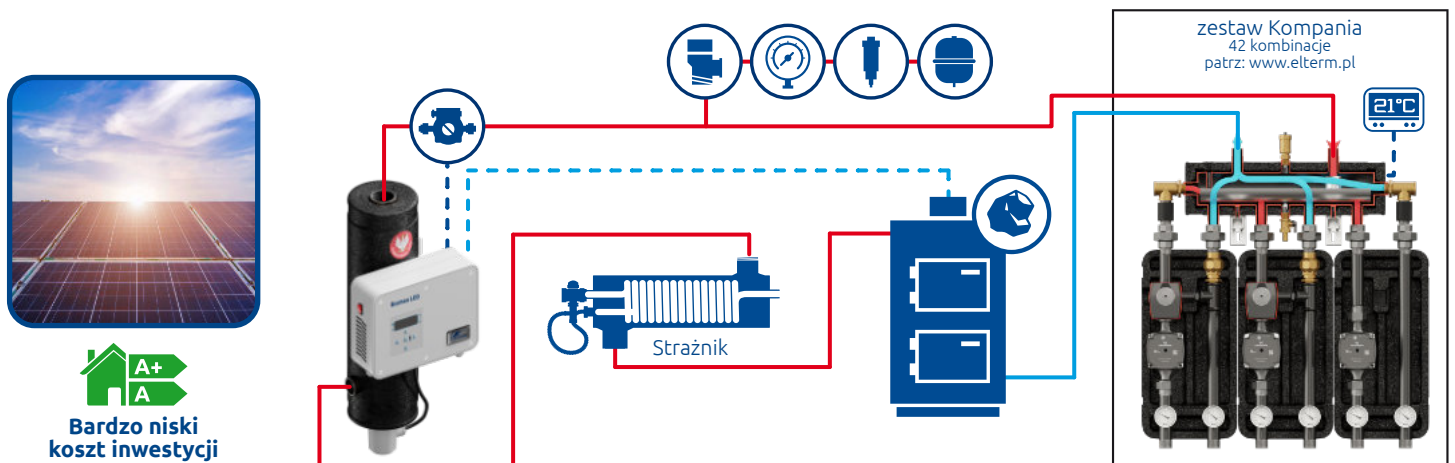 zestaw Kompania
42 kombinacje
patrz: www.elterm.pl
21°C
Strażnik
A+
A
Bardzo niski
koszt inwestycji